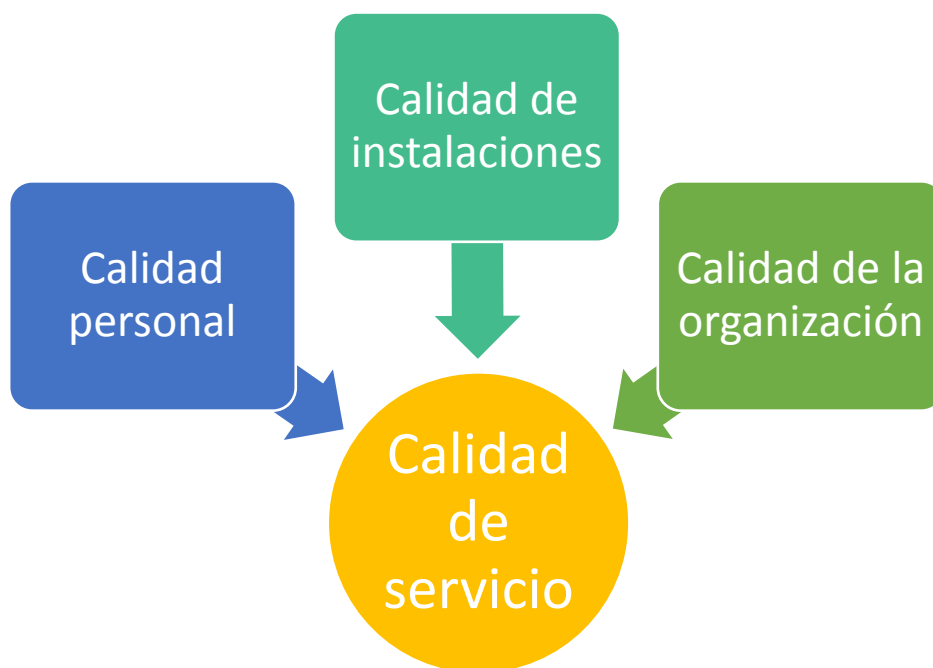 Calidad de
instalaciones
Calidad
personal
Calidad de la
organización
Calidad
de
servicio